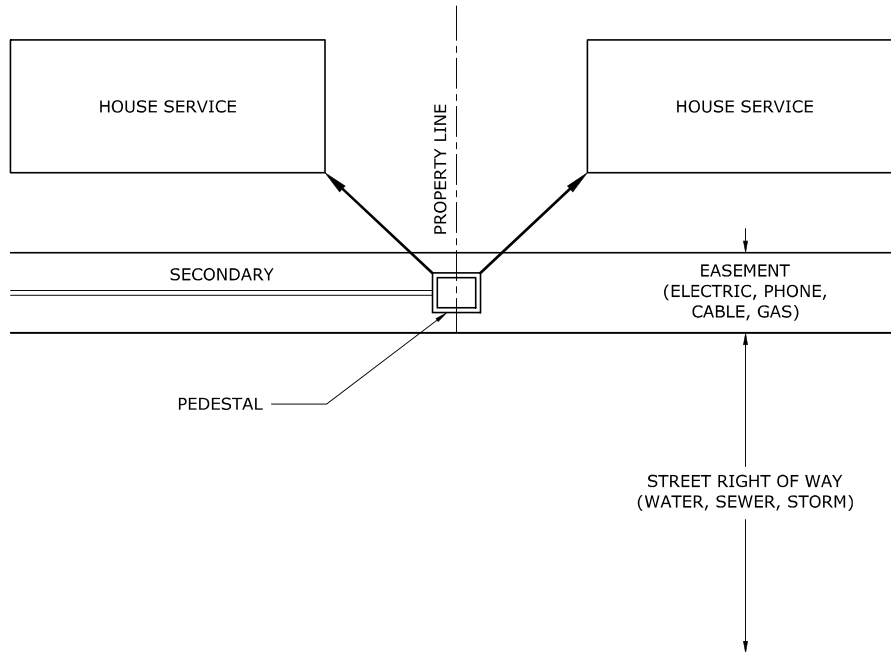 HOUSE SERVICE
HOUSE SERVICE
PROPERTY LINE
SECONDARY
EASEMENT
(ELECTRIC, PHONE,
CABLE, GAS)
PEDESTAL
STREET RIGHT OF WAY
(WATER, SEWER, STORM)